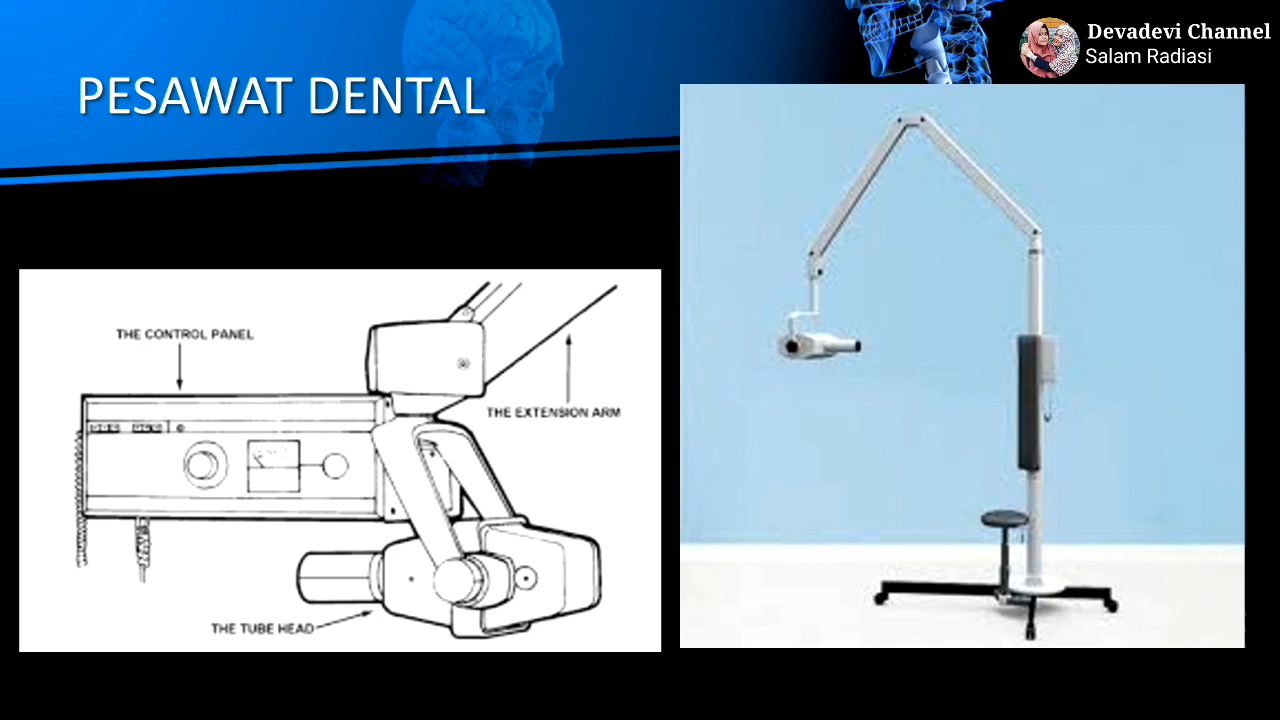 PESAWAT DENTAL
Devadevi Channel
Salam Radiasi
THE CONTROL PANEL
THE EXTENSION ARM
THE TUBE HEAD